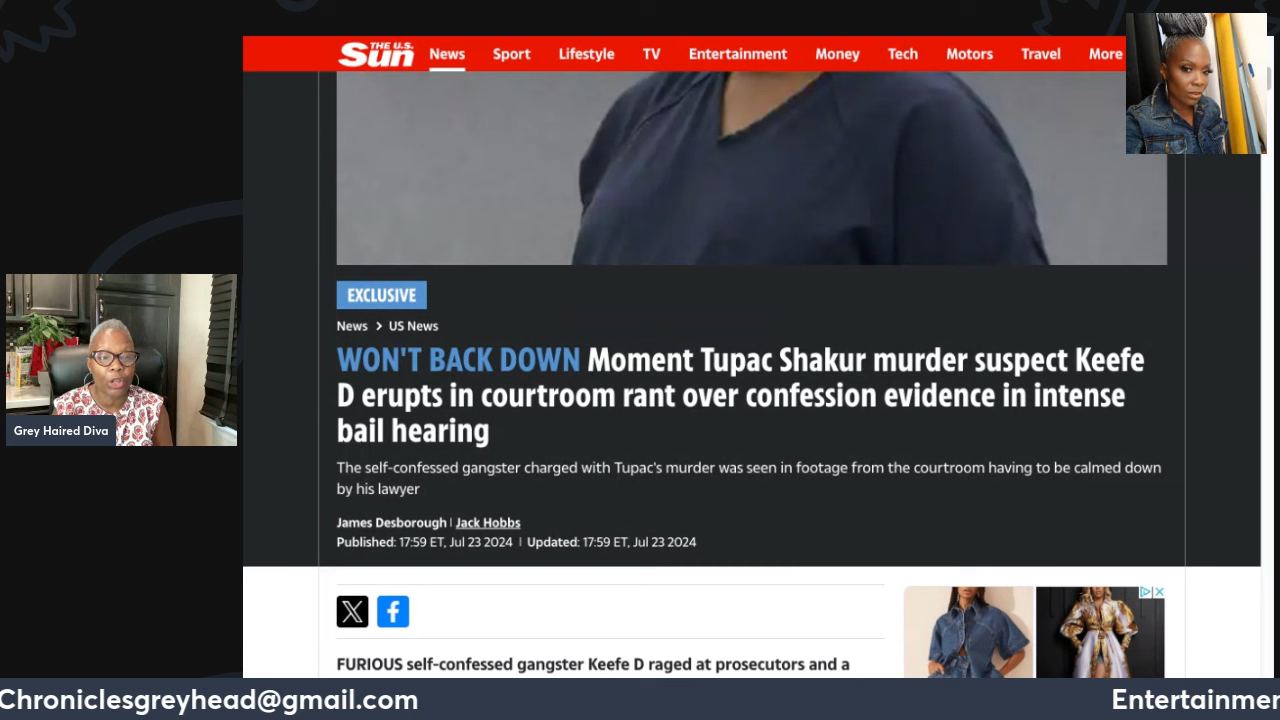 THE U.S.
Sun
News Sport Lifestyle TV Entertainment Money Tech Motors Travel More
EXCLUSIVE
News > US News
WON'T BACK DOWN Moment Tupac Shakur murder suspect Keefe
D erupts in courtroom rant over confession evidence in intense
bail hearing
The self-confessed gangster charged with Tupac's murder was seen in footage from the courtroom having to be calmed down
by his lawyer
James Desborough | Jack Hobbs
Published: 17:59 ET, Jul 23 2024 | Updated: 17:59 ET, Jul 23 2024
Grey Haired Diva
FURIOUS self-confessed gangster Keefe D raged at prosecutors and a
Chroniclesgreyhead@gmail.com
Entertainmen